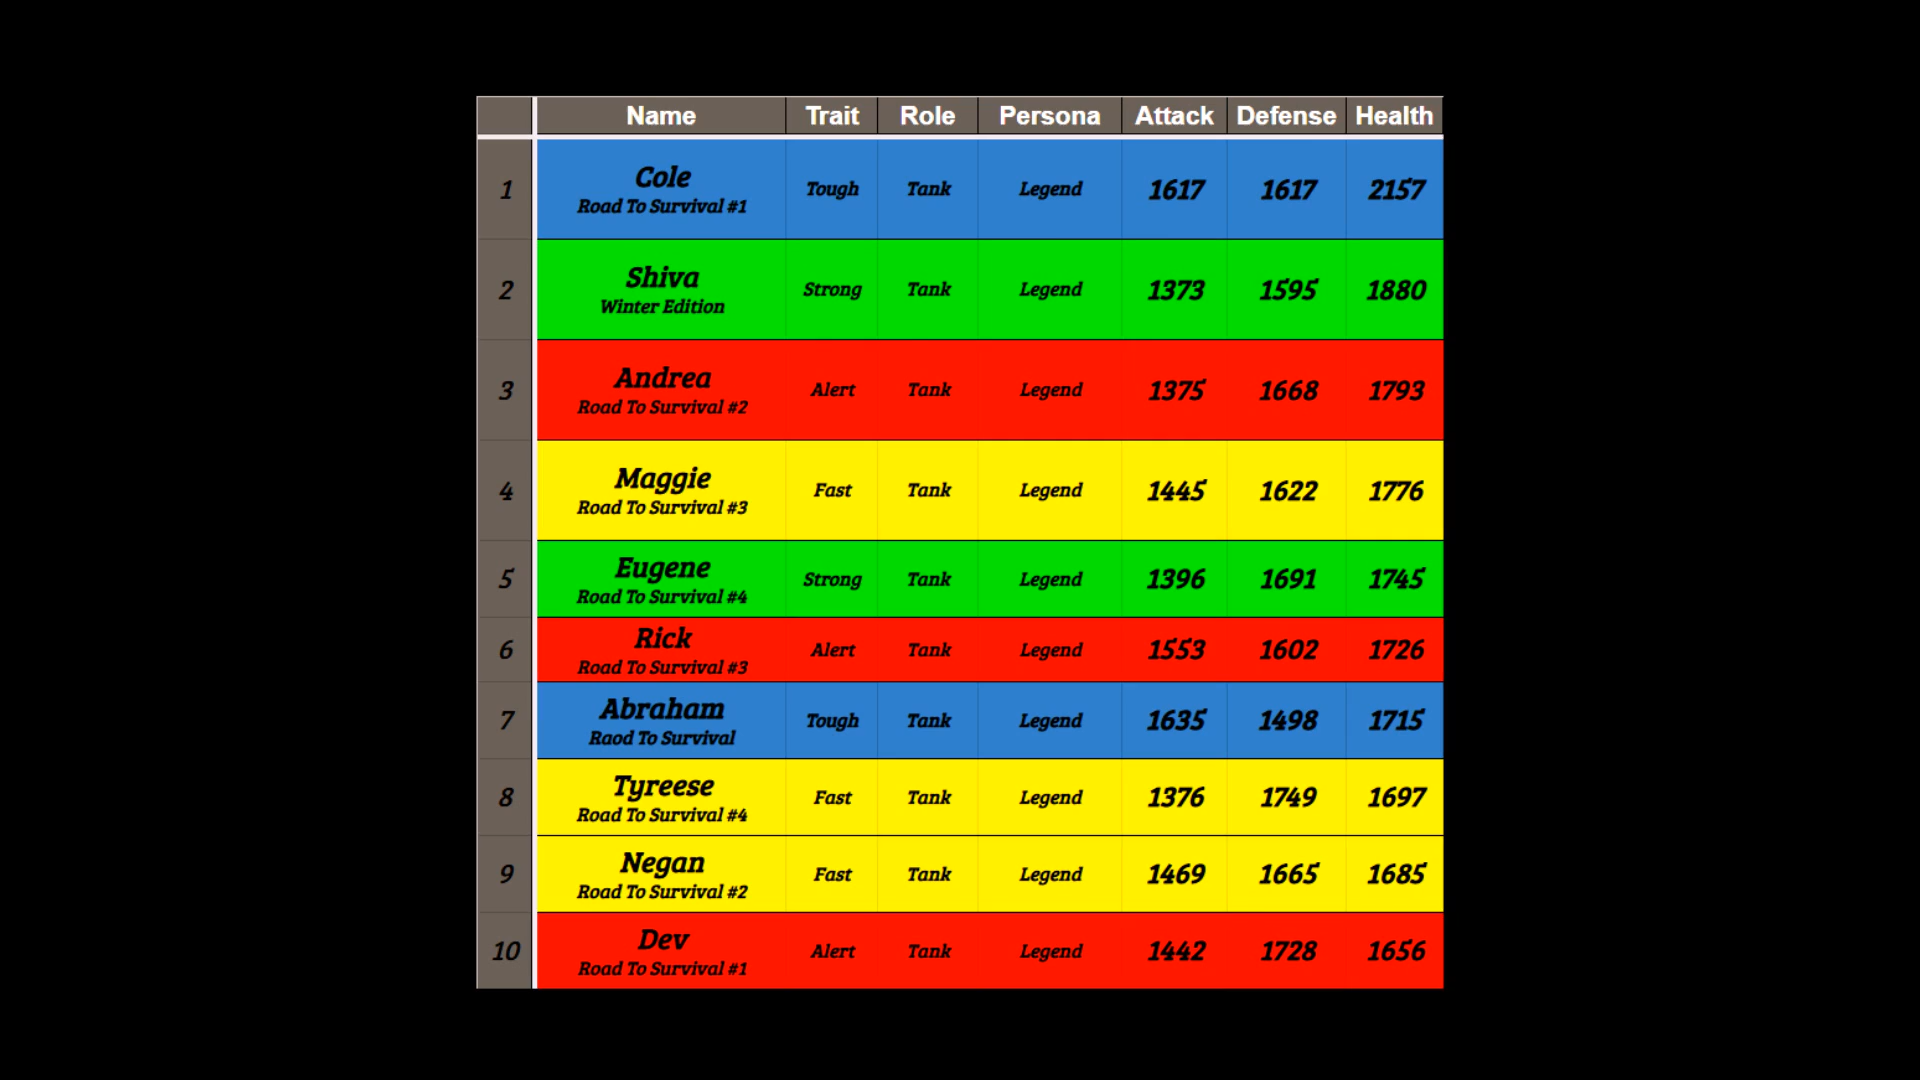 Name Trait Role Persona Attack Defense Health
1 Cole Tough Tank Legend 1617 1617 2157
Road To Survival #1
2 Shiva Strong Tank Legend 1373 1595 1880
Winter Edition
3 Andrea Alert Tank Legend 1375 1668 1793
Road To Survival #2
4 Maggie Fast Tank Legend 1445 1622 1776
Road To Survival #3
5 Eugene Strong Tank Legend 1396 1691 1745
Road To Survival #4
6 Rick Alert Tank Legend 1553 1602 1726
Road To Survival #3
7 Abraham Tough Tank Legend 1635 1498 1715
Raod To Survival
8 Tyreese Fast Tank Legend 1376 1749 1697
Road To Survival #4
9 Negan Fast Tank Legend 1469 1665 1685
Road To Survival #2
10 Dev Alert Tank Legend 1442 1728 1656
Road To Survival #1